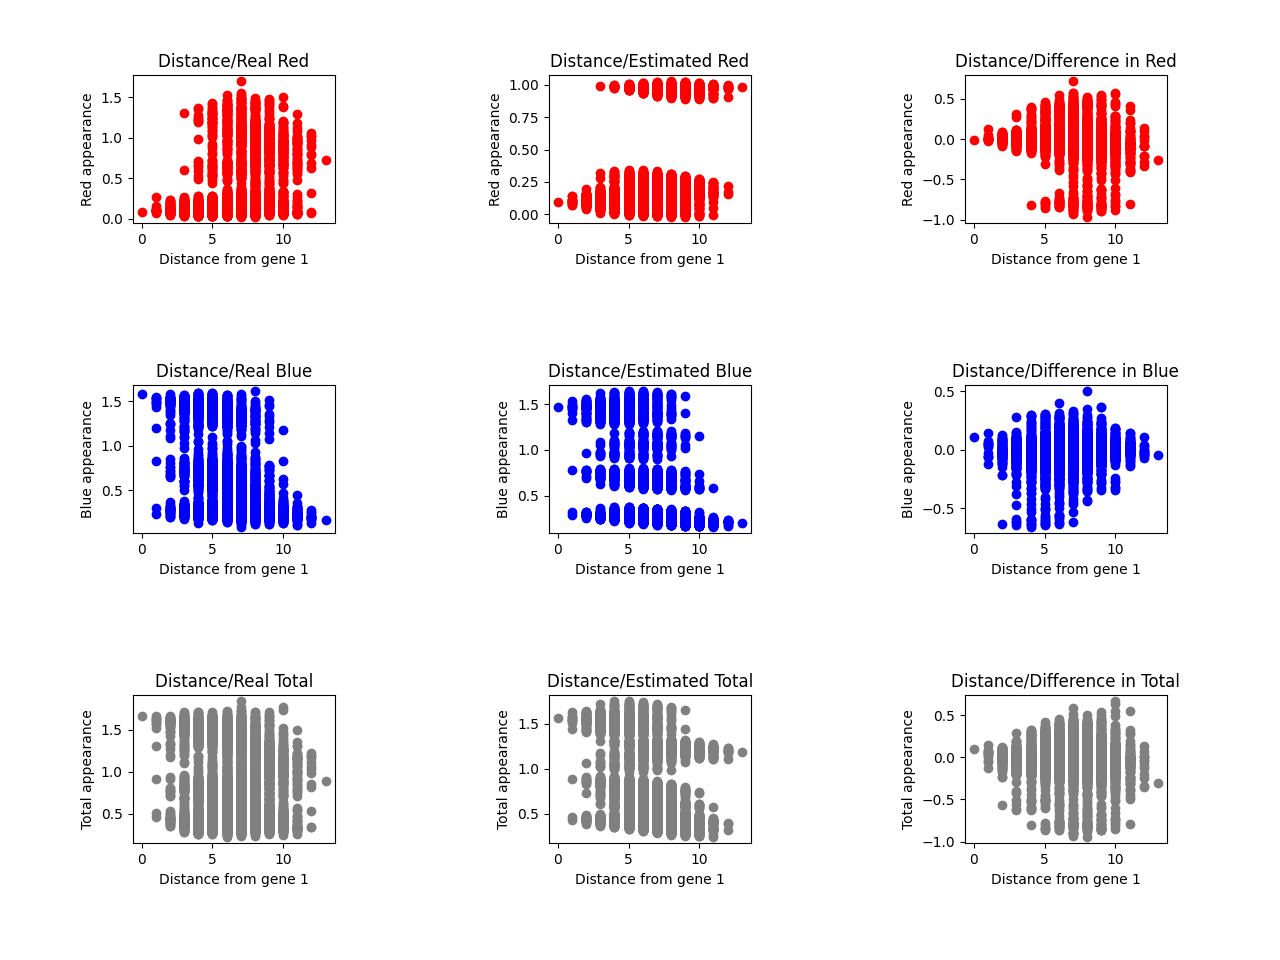 Distance/Real Red
Distance/Estimated Red
Distance/Difference in Red
Red appearance
1.5
1.0
0.5
0.0
0
5
10
Distance from gene 1
Red appearance
1.00
0.75
0.50
0.25
0.00
0
5
10
Distance from gene 1
Red appearance
0.5
0.0
−0.5
−1.0
0
5
10
Distance from gene 1
Distance/Real Blue
Distance/Estimated Blue
Distance/Difference in Blue
Blue appearance
1.5
1.0
0.5
0
5
10
Distance from gene 1
Blue appearance
1.5
1.0
0.5
0
5
10
Distance from gene 1
Blue appearance
0.5
0.0
−0.5
0
5
10
Distance from gene 1
Distance/Real Total
Distance/Estimated Total
Distance/Difference in Total
Total appearance
1.5
1.0
0.5
0
5
10
Distance from gene 1
Total appearance
1.5
1.0
0.5
0
5
10
Distance from gene 1
Total appearance
0.5
0.0
−0.5
−1.0
0
5
10
Distance from gene 1